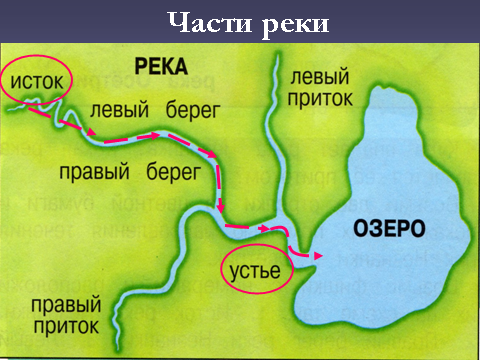 Части реки
РЕКА
исток
левый берег
левый
приток
правый берег
ОЗЕРО
устье
правый
приток